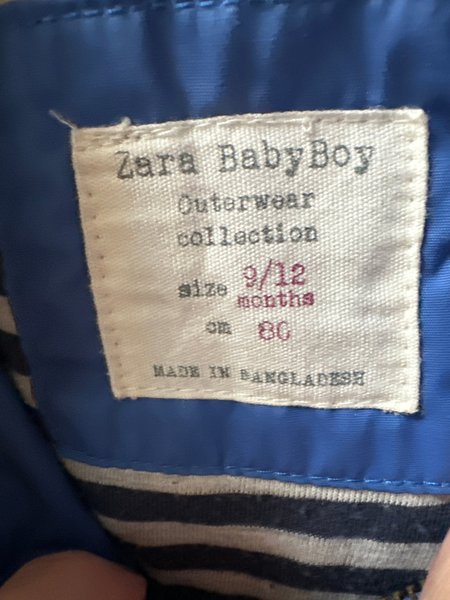 Zara BabyBoy
Outerwear
collection
size 9/12
months
cm 80
MADE IN BANGLADESH